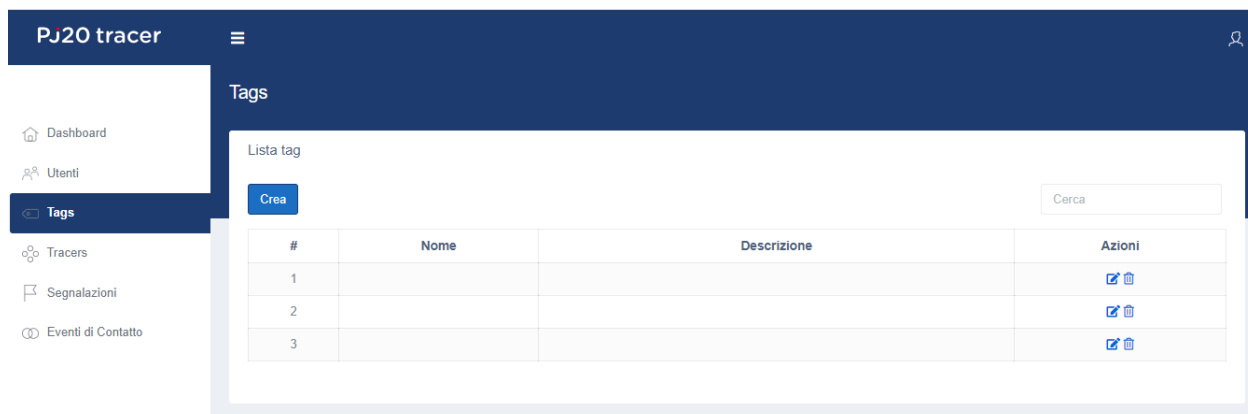 Pj20 tracer
Tags
Dashboard
Utenti
Tags
Tracers
Segnalazioni
Eventi di Contatto
Lista tag
Crea
Cerca
# Nome Descrizione Azioni
1
2
3